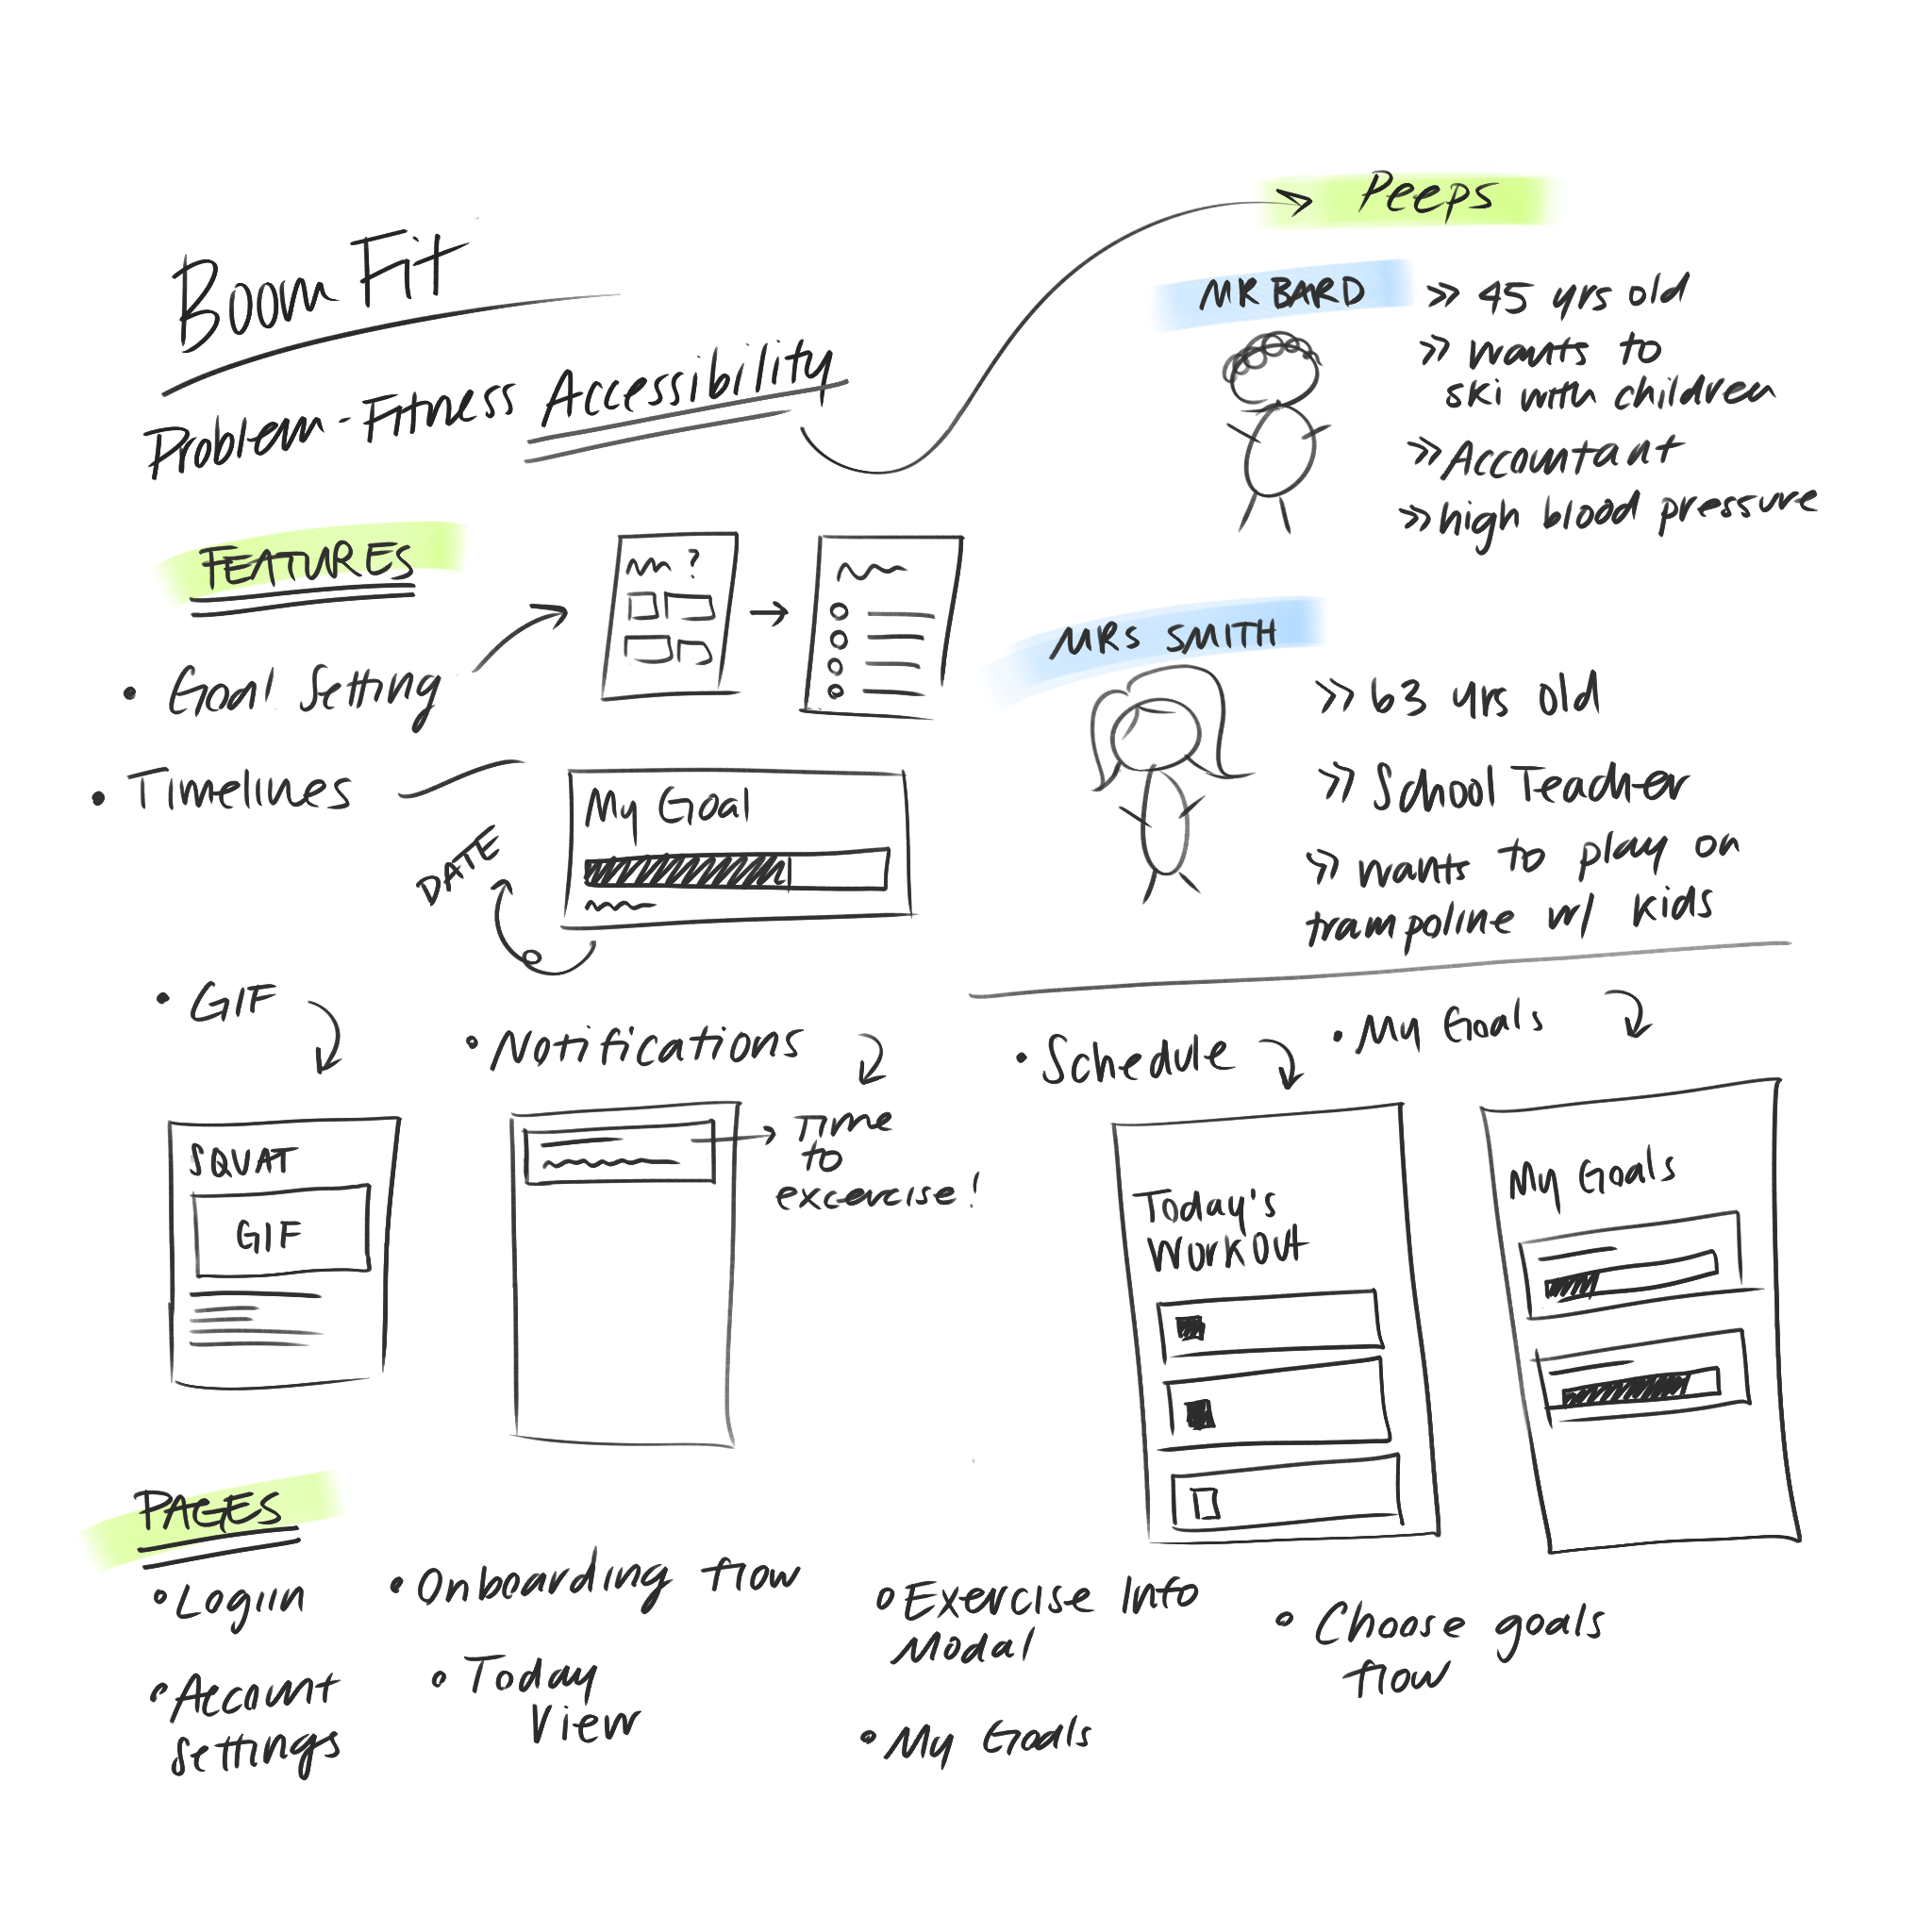 Boom Fit
Problem - Fitness Accessibility
Peeps
MR BARD
» 45 yrs old
» wants to
ski with children
» Accountant
» high blood pressure
MRS SMITH
» 63 yrs old
» School Teacher
» wants to play on
trampoline w/ kids
FEATURES
• Goal Setting
?
• Timelines
My Goal
DATE
• GIF
SQUAT
GIF
• Notifications
Time
to
excercise!
• Schedule
Today's
Workout
• My Goals
My Goals
PAGES
• Logiin
• Onboarding flow
• Exercise Info
Modal
• Choose goals
flow
• Account
settings
• Today
View
• My Goals